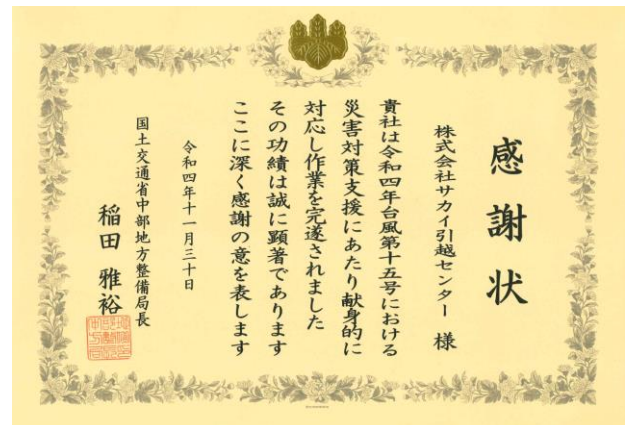 感謝状
株式会社サカイ引越センター 様
貴社は令和四年台風第十五号における
災害対策支援にあたり献身的に
対応し作業を完遂されました
その功績は誠に顕著であります
ここに深く感謝の意を表します
令和四年十一月三十日
国土交通省中部地方整備局長
稲田 雅裕